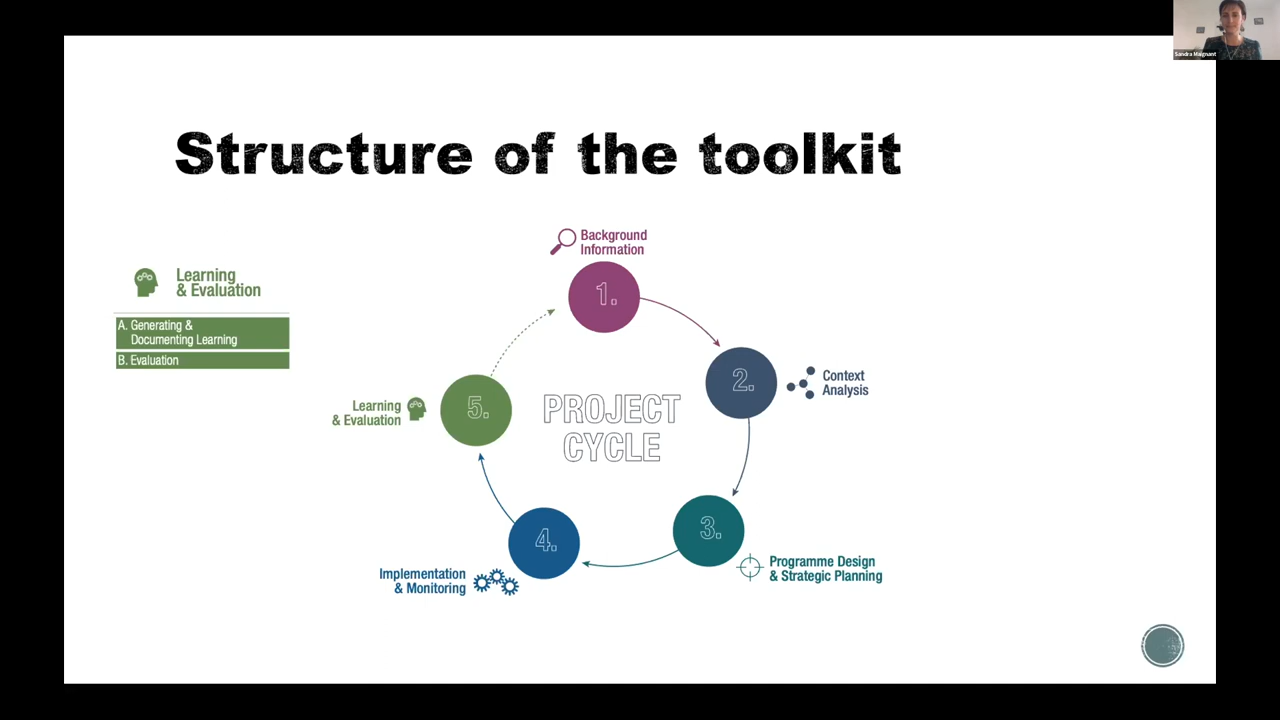 Sandra Maignant
Structure of the toolkit
Background
Information
Learning
& Evaluation
A. Generating &
Documenting Learning
B. Evaluation
1.
2.
Context
Analysis
PROJECT
CYCLE
5.
Learning
& Evaluation
3.
Programme Design
& Strategic Planning
4.
Implementation
& Monitoring